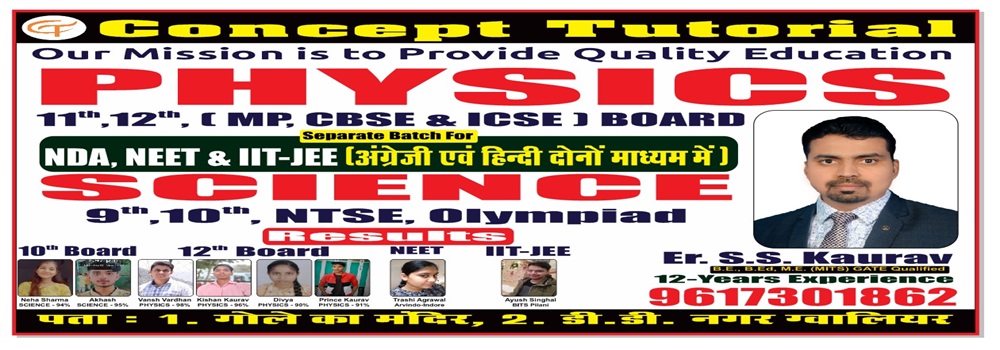 CT
Concept Tutorial
Our Mission is to Provide Quality Education
PHYSICS
11th,12th, ( MP, CBSE & ICSE ) BOARD
Separate Batch For
NDA, NEET & IIT-JEE (अंग्रेजी एवं हिन्दी दोनों माध्यम में )
SCIENCE
9th,10th, NTSE, Olympiad
Results
10th Board 12th Board NEET IIT-JEE
Neha Sharma
SCIENCE - 94%
Akhash
SCIENCE - 95%
Vansh Vardhan
PHYSICS - 98%
Kishan Kaurav
PHYSICS - 96%
Divya
PHYSICS - 90%
Prince Kaurav
PHYSICS - 91%
Trashi Agrawal
Arvindo-Indore
Ayush Singhal
BITS Pilani
Er. S.S. Kaurav
B.E., B.Ed, M.E. (MITS) GATE Qualified
12-Years Experience
9617301862
पता : 1. गोले का मंदिर, 2. डी.डी. नगर ग्वालियर